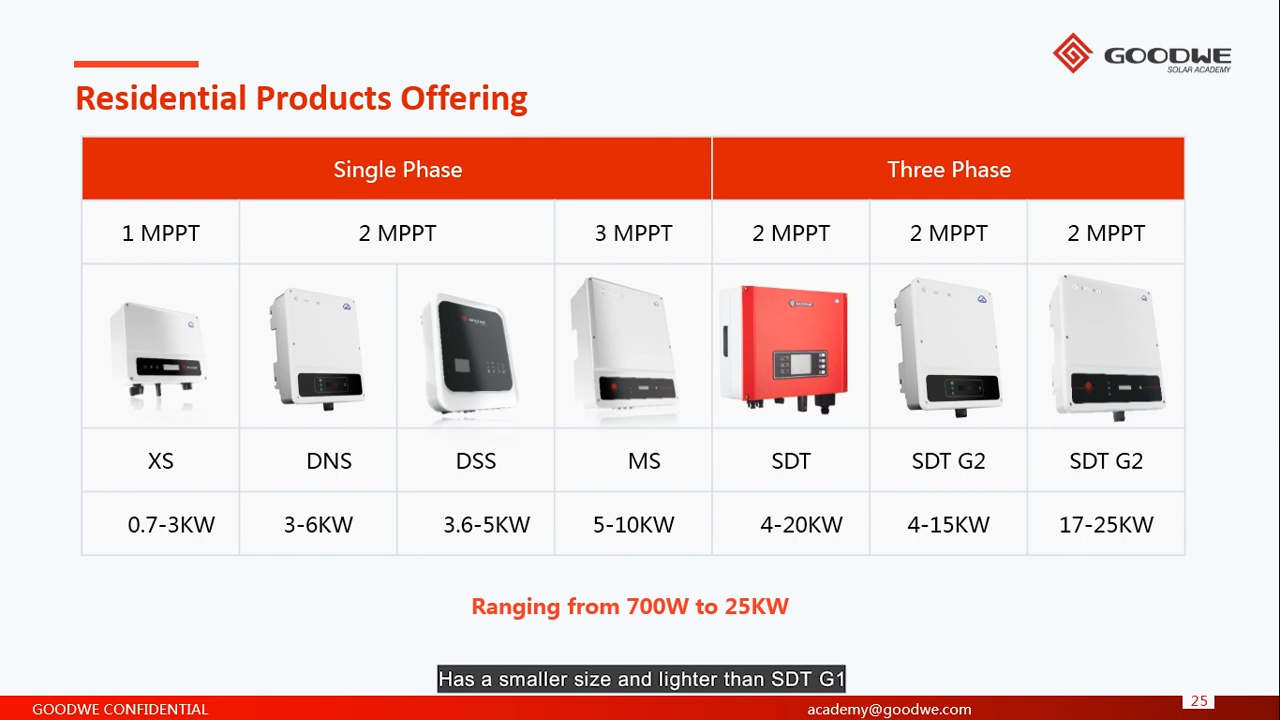 GOODWE
SOLAR ACADEMY
Residential Products Offering
Single Phase Three Phase
1 MPPT 2 MPPT 3 MPPT 2 MPPT 2 MPPT 2 MPPT
XS DNS DSS MS SDT SDT G2 SDT G2
0.7-3KW 3-6KW 3.6-5KW 5-10KW 4-20KW 4-15KW 17-25KW
Ranging from 700W to 25KW
Has a smaller size and lighter than SDT G1
GOODWE CONFIDENTIAL academy@goodwe.com 25